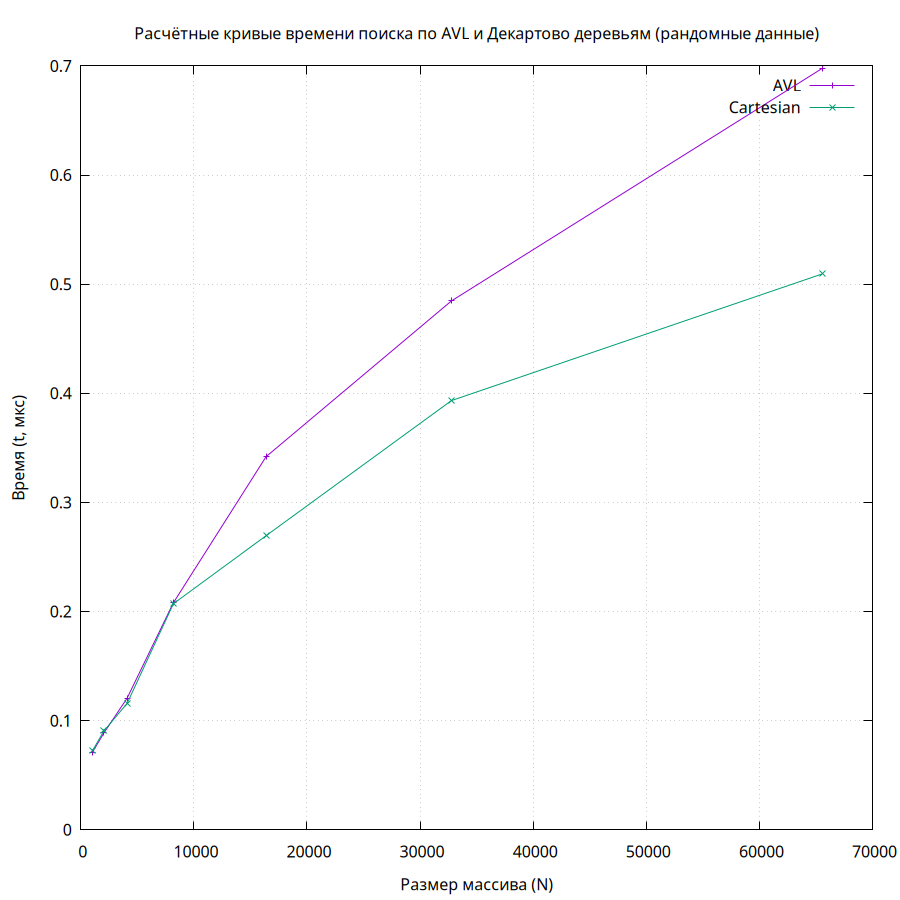 Расчётные кривые времени поиска по AVL и Декартово деревьям (рандомные данные)
0.7
AVL
Cartesian
0.6
0.5
0.4
0.3
0.2
0.1
0
Время (t, мкс)
0 10000 20000 30000 40000 50000 60000 70000
Размер массива (N)